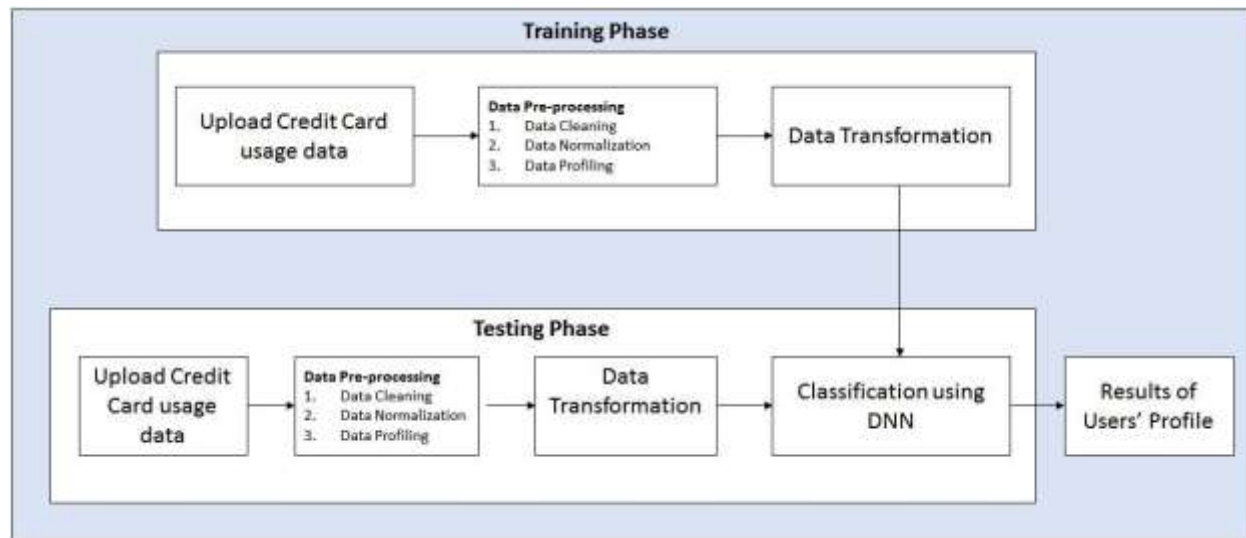 Training Phase
Upload Credit Card
usage data
Data Pre-processing
1. Data Cleaning
2. Data Normalization
3. Data Profiling
Data Transformation
Testing Phase
Upload Credit
Card usage
data
Data Pre-processing
1. Data Cleaning
2. Data Normalization
3. Data Profiling
Data
Transformation
Classification using
DNN
Results of
Users’ Profile